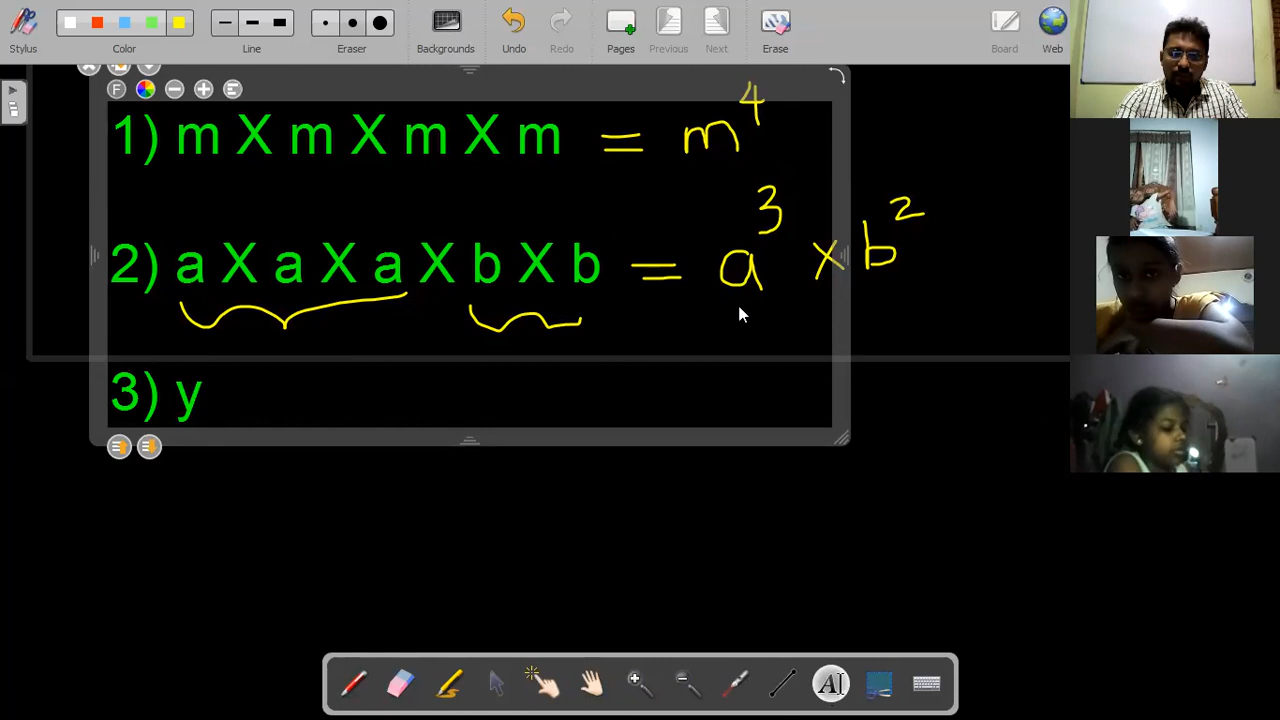 Stylus Color Line Eraser Backgrounds Undo Redo Pages Previous Next Erase Board Web
F
1) m X m X m X m = m⁴
2) a X a X a X b X b = a³ × b²
3) y
AI